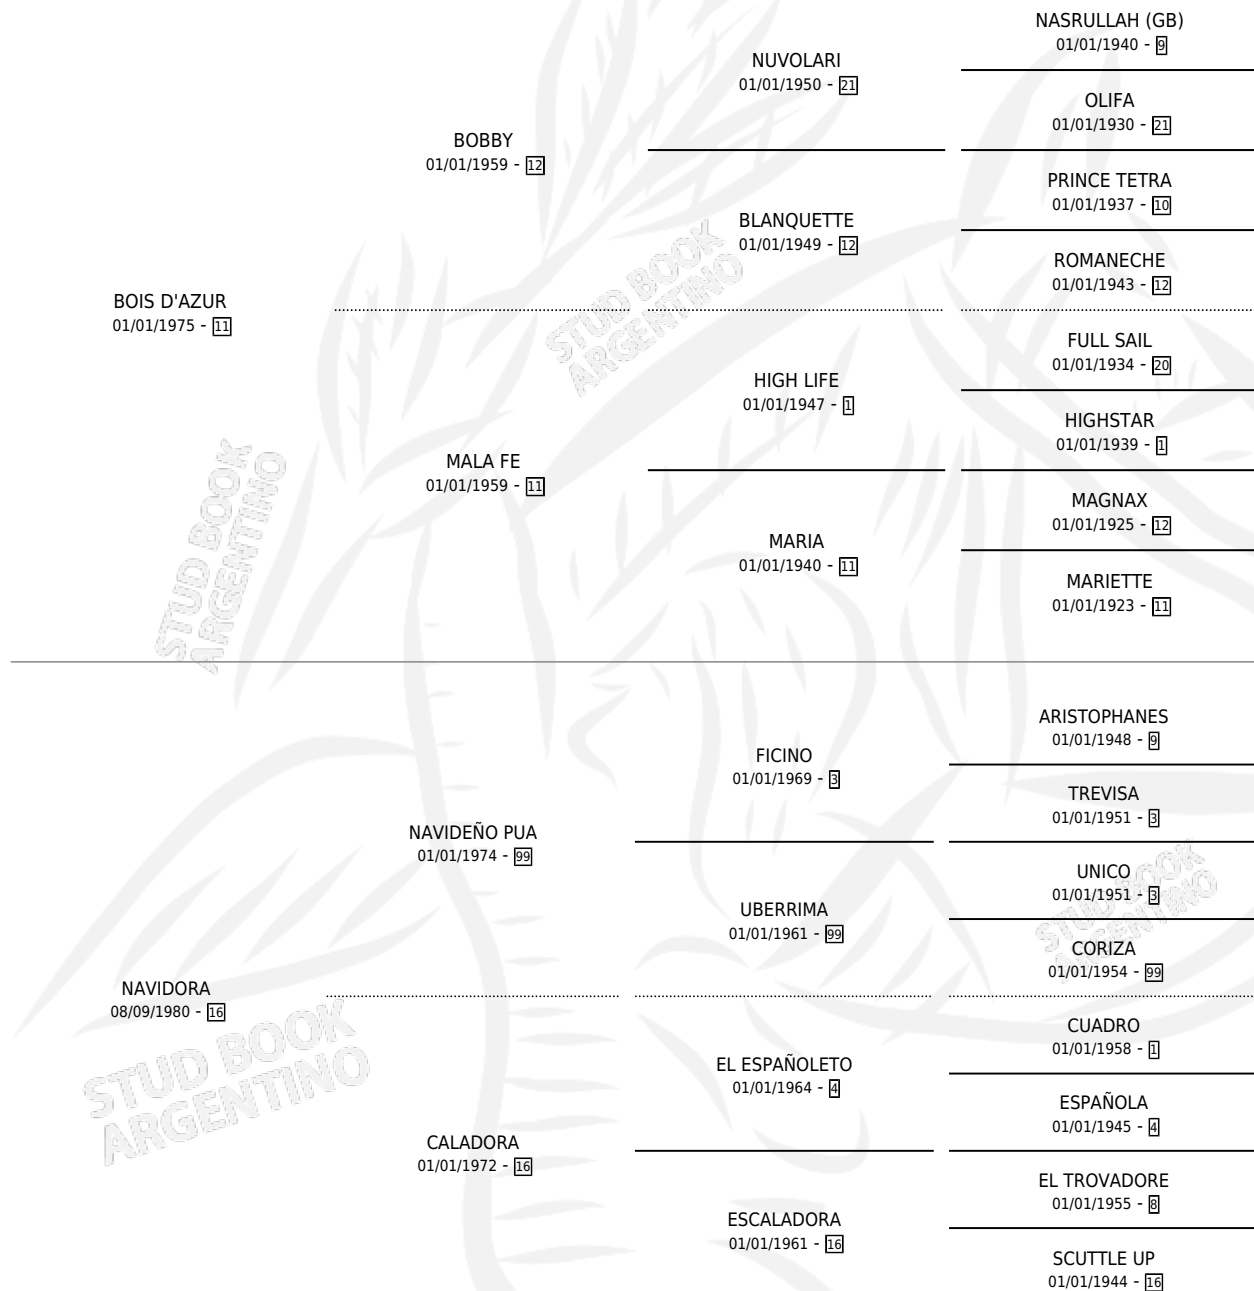 NASRULLAH (GB)
01/01/1940 - 9
NUVOLARI
01/01/1950 - 21
OLIFA
01/01/1930 - 21
BOBBY
01/01/1959 - 12
PRINCE TETRA
01/01/1937 - 10
BLANQUETTE
01/01/1949 - 12
ROMANECHE
01/01/1943 - 12
BOIS D'AZUR
01/01/1975 - 11
FULL SAIL
01/01/1934 - 20
HIGH LIFE
01/01/1947 - 1
HIGHSTAR
01/01/1939 - 1
MALA FE
01/01/1959 - 11
MAGNAX
01/01/1925 - 12
MARIA
01/01/1940 - 11
MARIETTE
01/01/1923 - 11
ARISTOPHANES
01/01/1948 - 9
FICINO
01/01/1969 - 3
TREVISA
01/01/1951 - 3
NAVIDEÑO PUA
01/01/1974 - 99
UNICO
01/01/1951 - 3
UBERRIMA
01/01/1961 - 99
CORIZA
01/01/1954 - 99
NAVIDORA
08/09/1980 - 16
CUADRO
01/01/1958 - 1
EL ESPAÑOLETO
01/01/1964 - 4
ESPAÑOLA
01/01/1945 - 4
CALADORA
01/01/1972 - 16
EL TROVADORE
01/01/1955 - 8
ESCALADORA
01/01/1961 - 16
SCUTTLE UP
01/01/1944 - 16
STUD BOOK
ARGENTINO
STUD BOOK
ARGENTINO
STUD BOOK
ARGENTINO
STUD BOOK
ARGENTINO